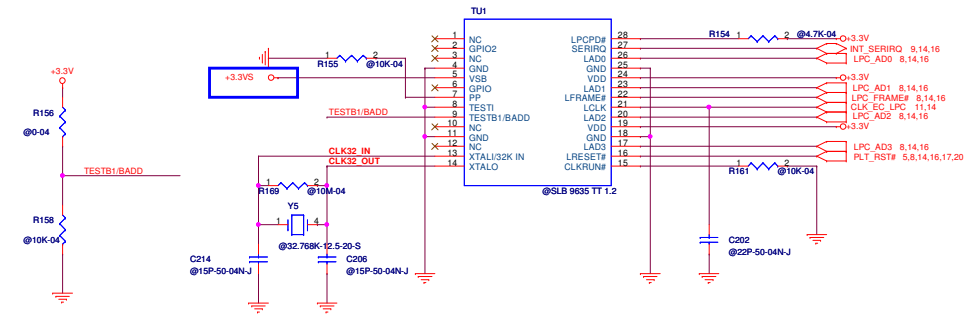 TU1
1 NC
2 GPIO2
3 NC
4 GND
5 VSB
6 GPIO
7 PP
8 TESTI
9 TESTB1/BADD
10 NC
11 GND
12 NC
13 XTALI/32K IN
14 XTALO
LPCPD# 28
SERIRQ 27
LAD0 26
GND 25
VDD 24
LAD1 23
LFRAME# 22
LCLK 21
LAD2 20
VDD 19
GND 18
LAD3 17
LRESET# 16
CLKRUN# 15
@SLB 9635 TT 1.2
R154 1 2 @4.7K-04
+3.3V
INT_SERIRQ 9,14,16
LPC_AD0 8,14,16
+3.3V
LPC_AD1 8,14,16
LPC_FRAME# 8,14,16
CLK_EC_LPC 11,14
LPC_AD2 8,14,16
+3.3V
LPC_AD3 8,14,16
PLT_RST# 5,8,14,16,17,20
R161 1 2 @10K-04
C202
@22P-50-04N-J
1 2
R155 @10K-04
+3.3VS
TESTB1/BADD
CLK32_IN
CLK32_OUT
1 2
R169 @10M-04
Y5
1 4
@32.768K-12.5-20-S
C214
@15P-50-04N-J
C206
@15P-50-04N-J
+3.3V
R156
@0-04
TESTB1/BADD
R158
@10K-04